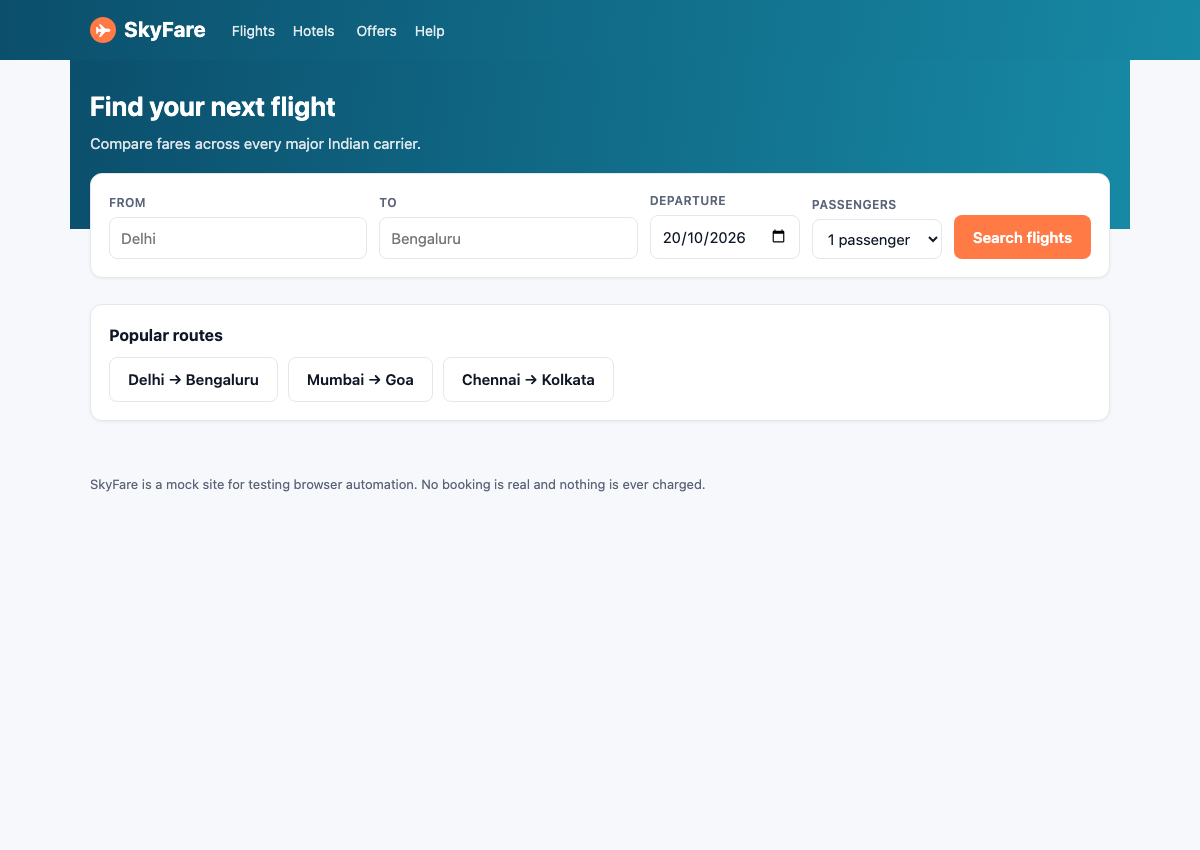 SkyFare Flights Hotels Offers Help
Find your next flight
Compare fares across every major Indian carrier.
FROM TO DEPARTURE PASSENGERS
Delhi Bengaluru 20/10/2026 1 passenger Search flights
Popular routes
Delhi → Bengaluru Mumbai → Goa Chennai → Kolkata
SkyFare is a mock site for testing browser automation. No booking is real and nothing is ever charged.